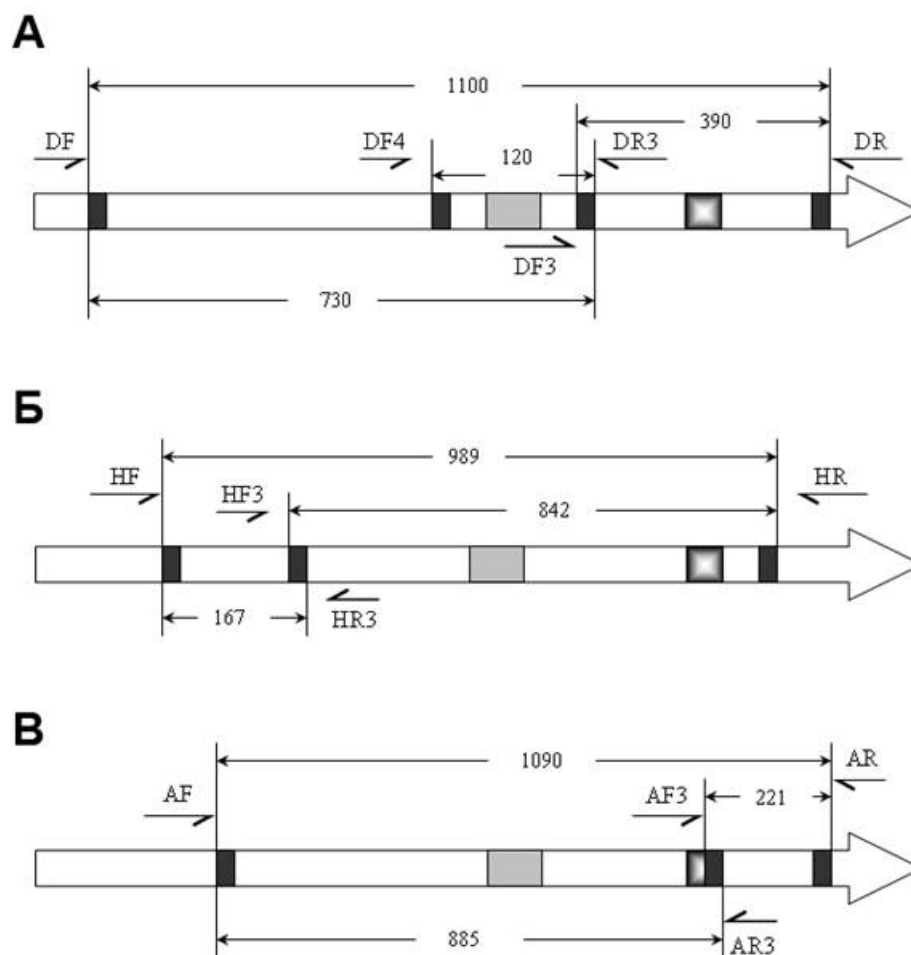 А
1100
390
DF
DF4
120
DR3
DR
DF3
730
Б
989
HF
HF3
842
HR
167
HR3
В
1090
AF
AF3
221
AR
885
AR3